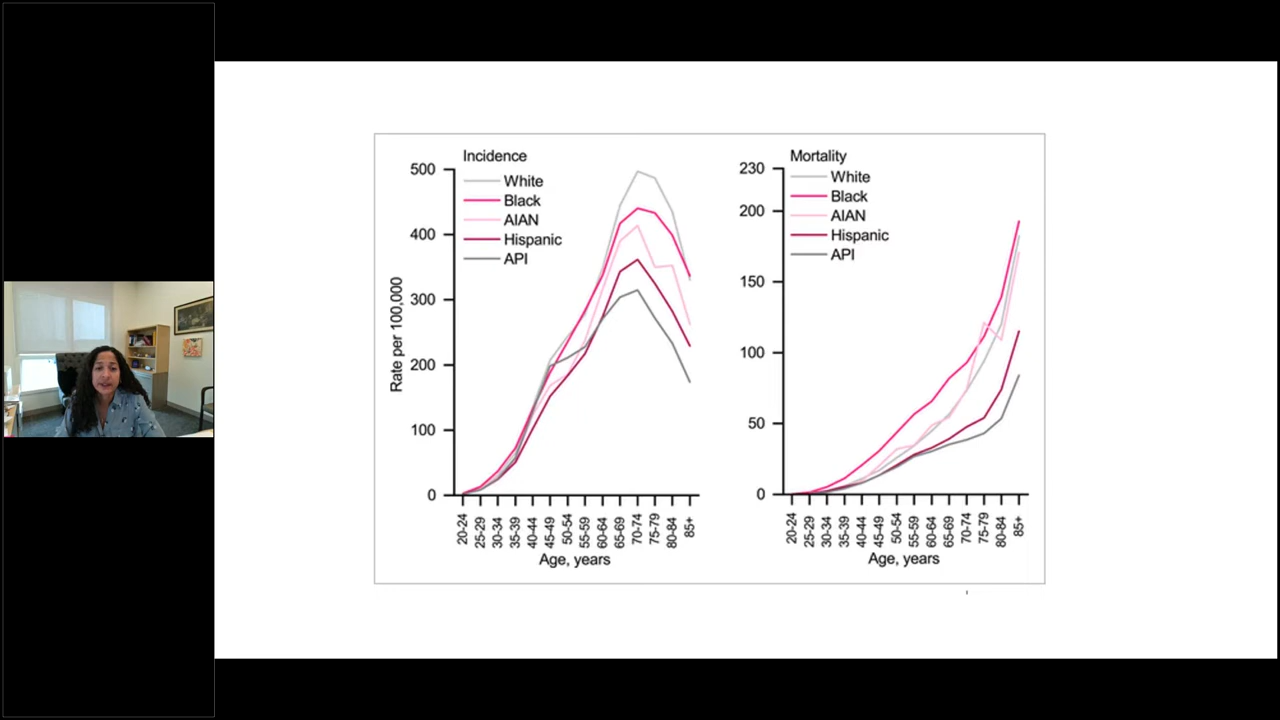 Incidence
White
Black
AIAN
Hispanic
API
500
400
300
200
100
0
Rate per 100,000
20-24
25-29
30-34
35-39
40-44
45-49
50-54
55-59
60-64
65-69
70-74
75-79
80-84
85+
Age, years
Mortality
White
Black
AIAN
Hispanic
API
230
200
150
100
50
0
20-24
25-29
30-34
35-39
40-44
45-49
50-54
55-59
60-64
65-69
70-74
75-79
80-84
85+
Age, years